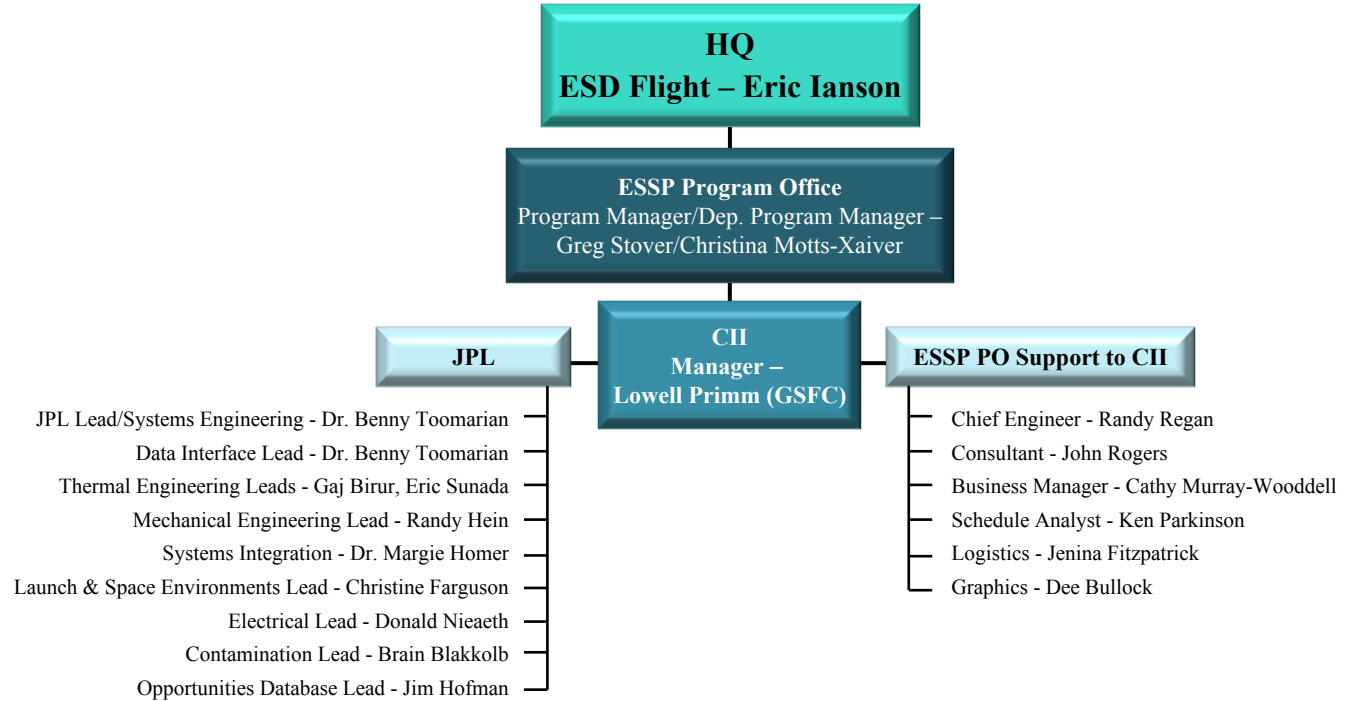 HQ
ESD Flight – Eric Ianson
ESSP Program Office
Program Manager/Dep. Program Manager –
Greg Stover/Christina Motts-Xaiver
CII
Manager –
Lowell Primm (GSFC)
JPL
JPL Lead/Systems Engineering - Dr. Benny Toomarian
Data Interface Lead - Dr. Benny Toomarian
Thermal Engineering Leads - Gaj Birur, Eric Sunada
Mechanical Engineering Lead - Randy Hein
Systems Integration - Dr. Margie Homer
Launch & Space Environments Lead - Christine Farguson
Electrical Lead - Donald Nieaeth
Contamination Lead - Brain Blakkolb
Opportunities Database Lead - Jim Hofman
ESSP PO Support to CII
Chief Engineer - Randy Regan
Consultant - John Rogers
Business Manager - Cathy Murray-Wooddell
Schedule Analyst - Ken Parkinson
Logistics - Jenina Fitzpatrick
Graphics - Dee Bullock